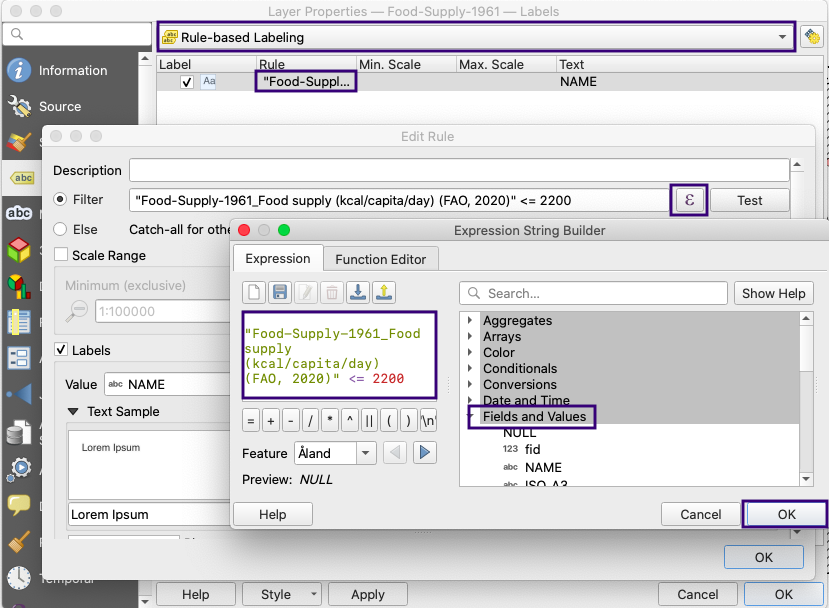 Layer Properties — Food-Supply-1961 — Labels
Rule-based Labeling
Information
Source
Label Rule Min. Scale Max. Scale Text
"Food-Suppl... NAME
Edit Rule
Description
Filter "Food-Supply-1961_Food supply (kcal/capita/day) (FAO, 2020)" <= 2200 ε Test
Else Catch-all for othe
Scale Range
Minimum (exclusive)
1:100000
Labels
Value abc NAME
Text Sample
Lorem Ipsum
Lorem Ipsum
Expression String Builder
Expression Function Editor
Search... Show Help
"Food-Supply-1961_Food
supply
(kcal/capita/day)
(FAO, 2020)" <= 2200
= + - / * ^ || ( ) '\n'
Feature Åland
Preview: NULL
Aggregates
Arrays
Color
Conditionals
Conversions
Date and Time
Fields and Values
NULL
123 fid
abc NAME
abc ISO_A3
Help Cancel OK
OK
Temporal
Help Style Apply Cancel OK